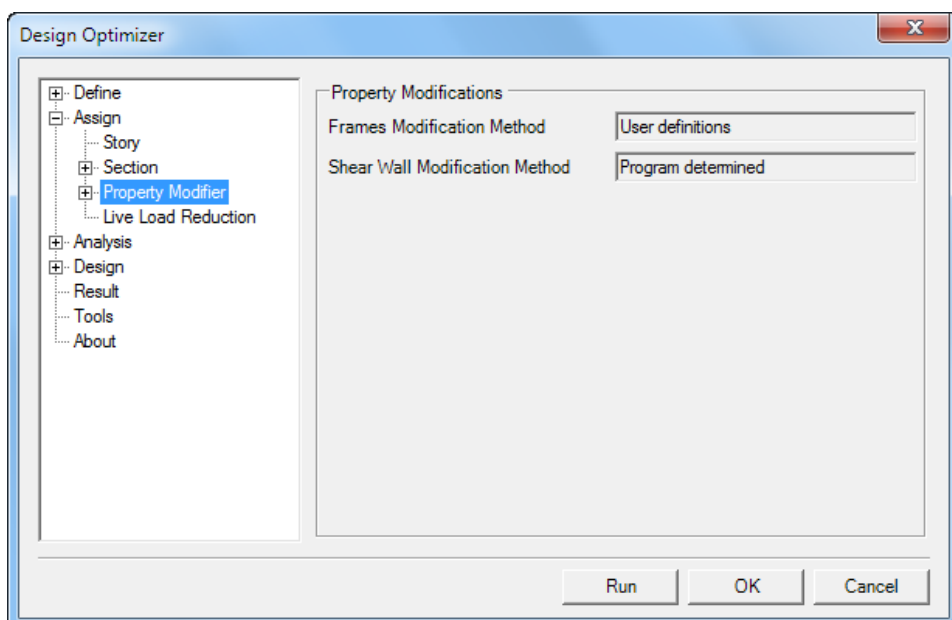 Design Optimizer
Define
Assign
Story
Section
Property Modifier
Live Load Reduction
Analysis
Design
Result
Tools
About
Property Modifications
Frames Modification Method User definitions
Shear Wall Modification Method Program determined
Run OK Cancel